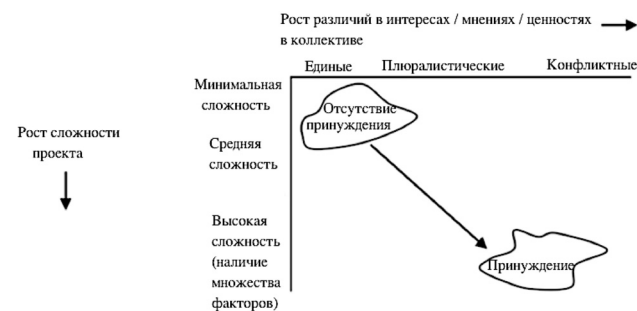 Рост различий в интересах / мнениях / ценностях
в коллективе
Единые
Плюралистические
Конфликтные
Минимальная
сложность
Отсутствие
принуждения
Рост сложности
проекта
Средняя
сложность
Высокая
сложность
(наличие
множества
факторов)
Принуждение